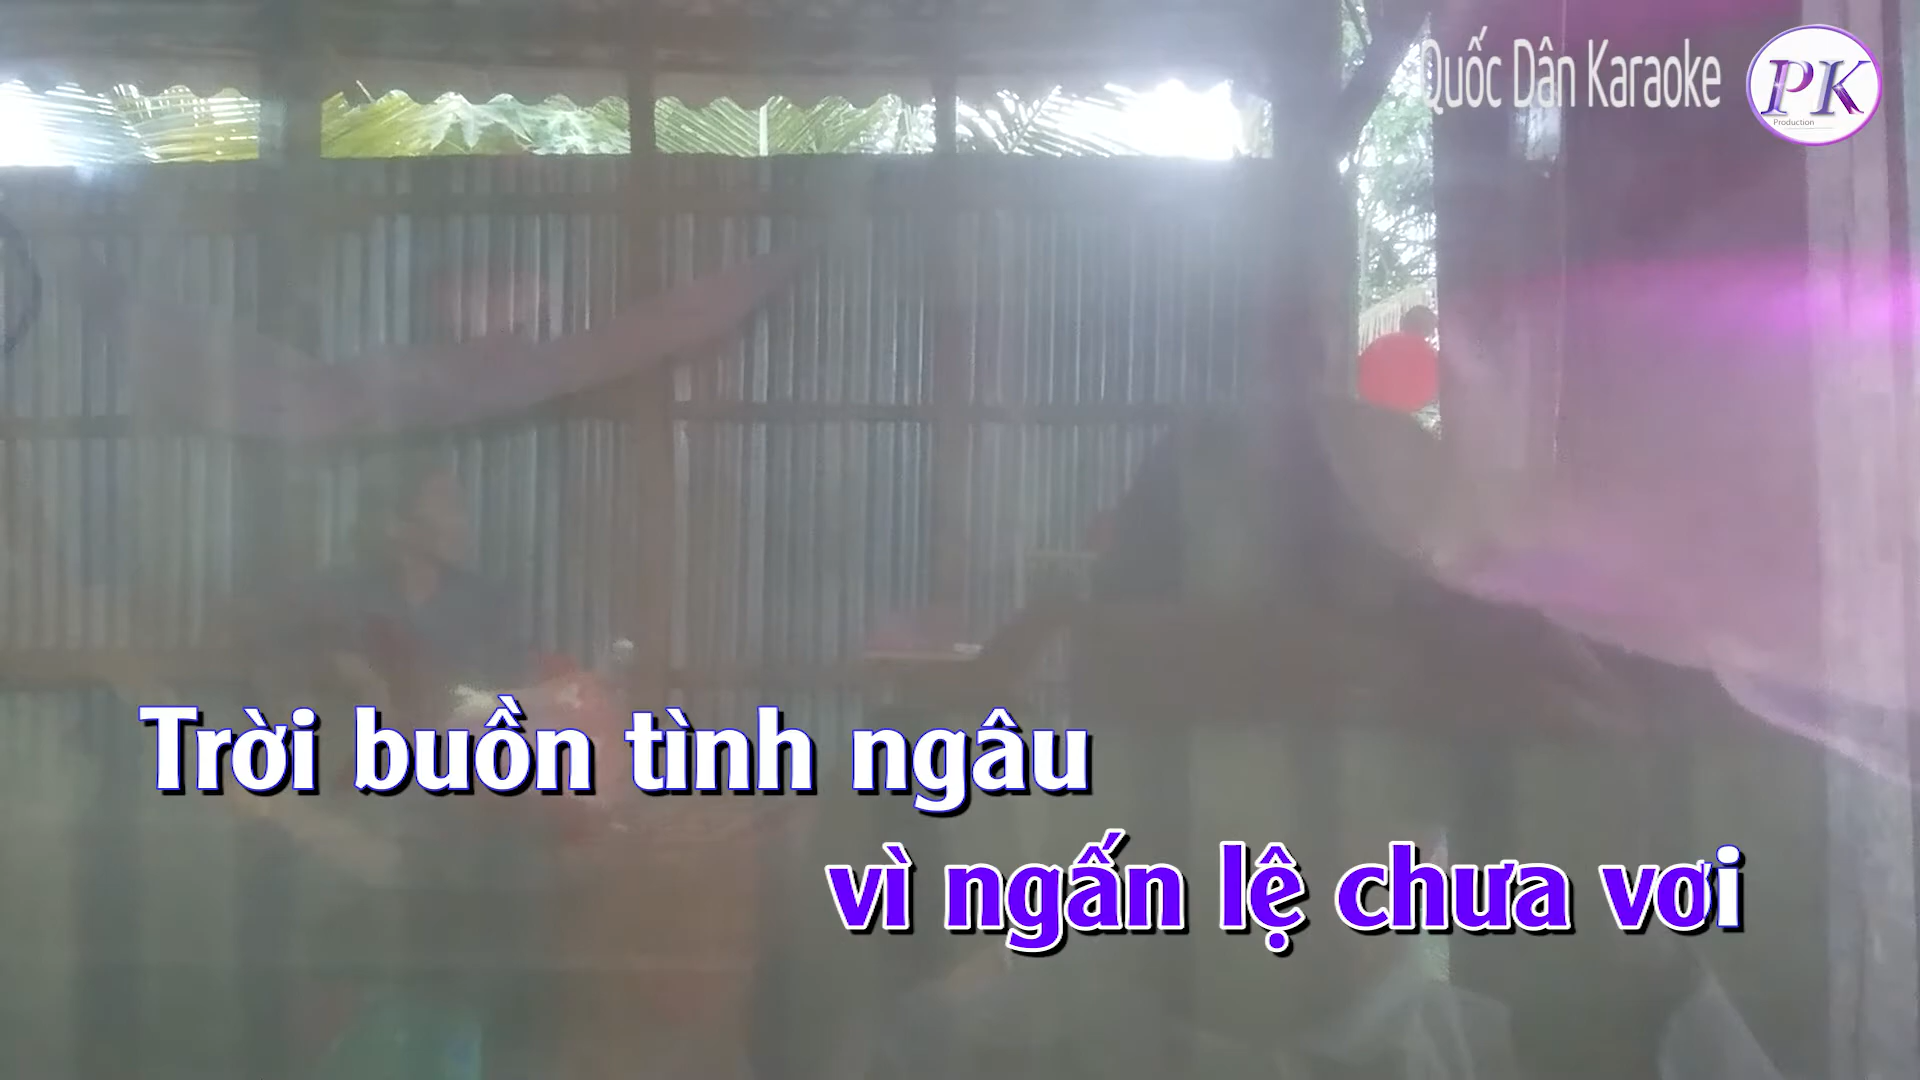 Quốc Dân Karaoke
PK
Production
Trời buồn tình ngâu
vì ngấn lệ chưa vơi